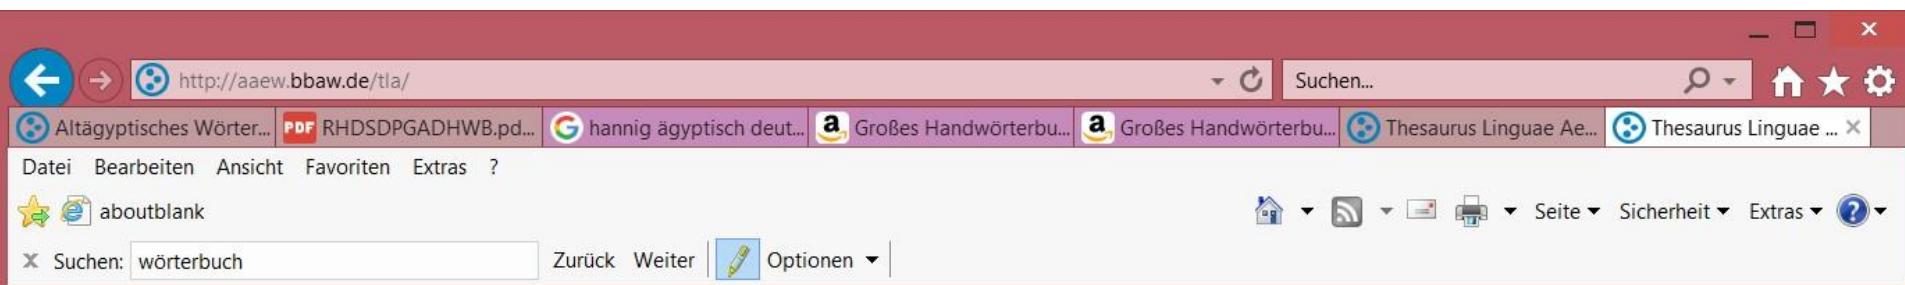 http://aaew.bbaw.de/tla/ Suchen...
Altägyptisches Wörter... PDF RHDSDPGADHWB.pd... hannig ägyptisch deut... Großes Handwörterbu... Großes Handwörterbu... Thesaurus Linguae Ae... Thesaurus Linguae ...
Datei Bearbeiten Ansicht Favoriten Extras ?
aboutblank Seite Sicherheit Extras
x Suchen: wörterbuch Zurück Weiter Optionen